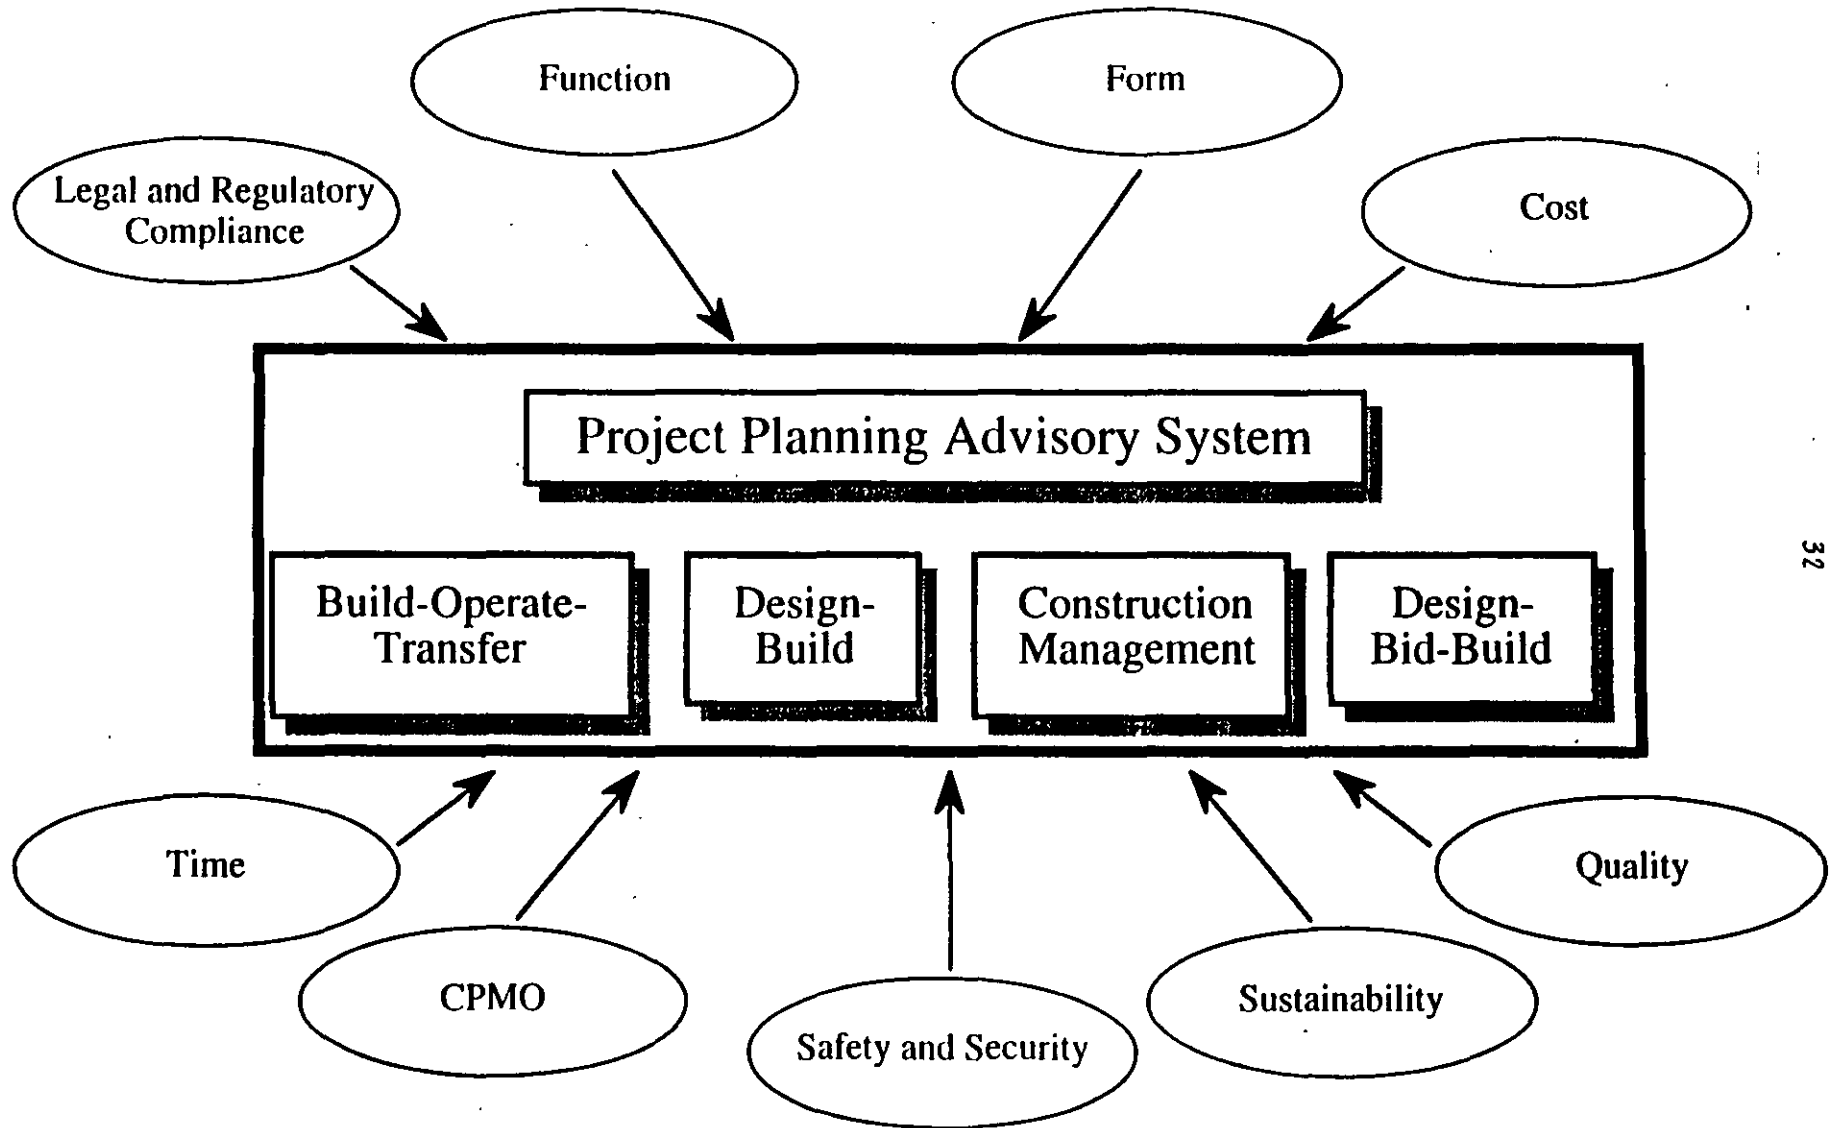 Function
Form
Legal and Regulatory
Compliance
Cost
Project Planning Advisory System
Build-Operate-
Transfer
Design-
Build
Construction
Management
Design-
Bid-Build
32
Time
Quality
CPMO
Sustainability
Safety and Security